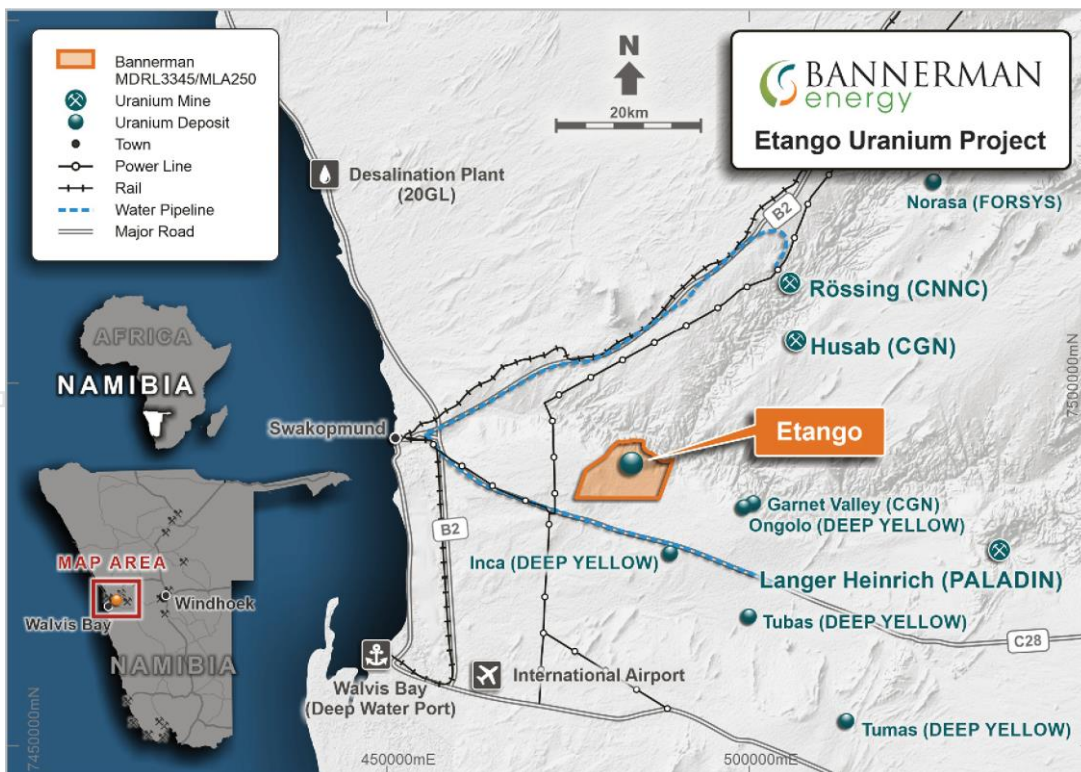 Bannerman
MDRL3345/MLA250
Uranium Mine
Uranium Deposit
Town
Power Line
Rail
Water Pipeline
Major Road
N
20km
BANNERMAN
energy
Etango Uranium Project
Desalination Plant
(20GL)
B2
Norasa (FORSYS)
Rössing (CNNC)
Husab (CGN)
7500000mN
AFRICA
NAMIBIA
Swakopmund
Etango
Garnet Valley (CGN)
Ongolo (DEEP YELLOW)
B2
Inca (DEEP YELLOW)
Langer Heinrich (PALADIN)
MAP AREA
Windhoek
Walvis Bay
NAMIBIA
Tubas (DEEP YELLOW)
C28
International Airport
Walvis Bay
(Deep Water Port)
Tumas (DEEP YELLOW)
7450000mN
450000mE
500000mE